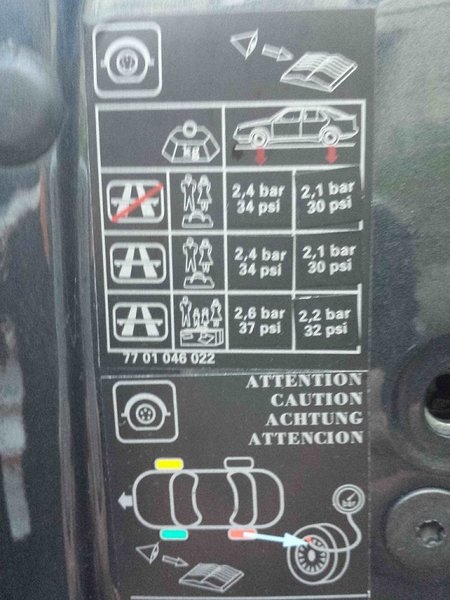 kg
2,4 bar 2,1 bar
34 psi 30 psi
2,4 bar 2,1 bar
34 psi 30 psi
2,6 bar 2,2 bar
37 psi 32 psi
77 01 046 022
ATTENTION
CAUTION
ACHTUNG
ATTENCION
bar